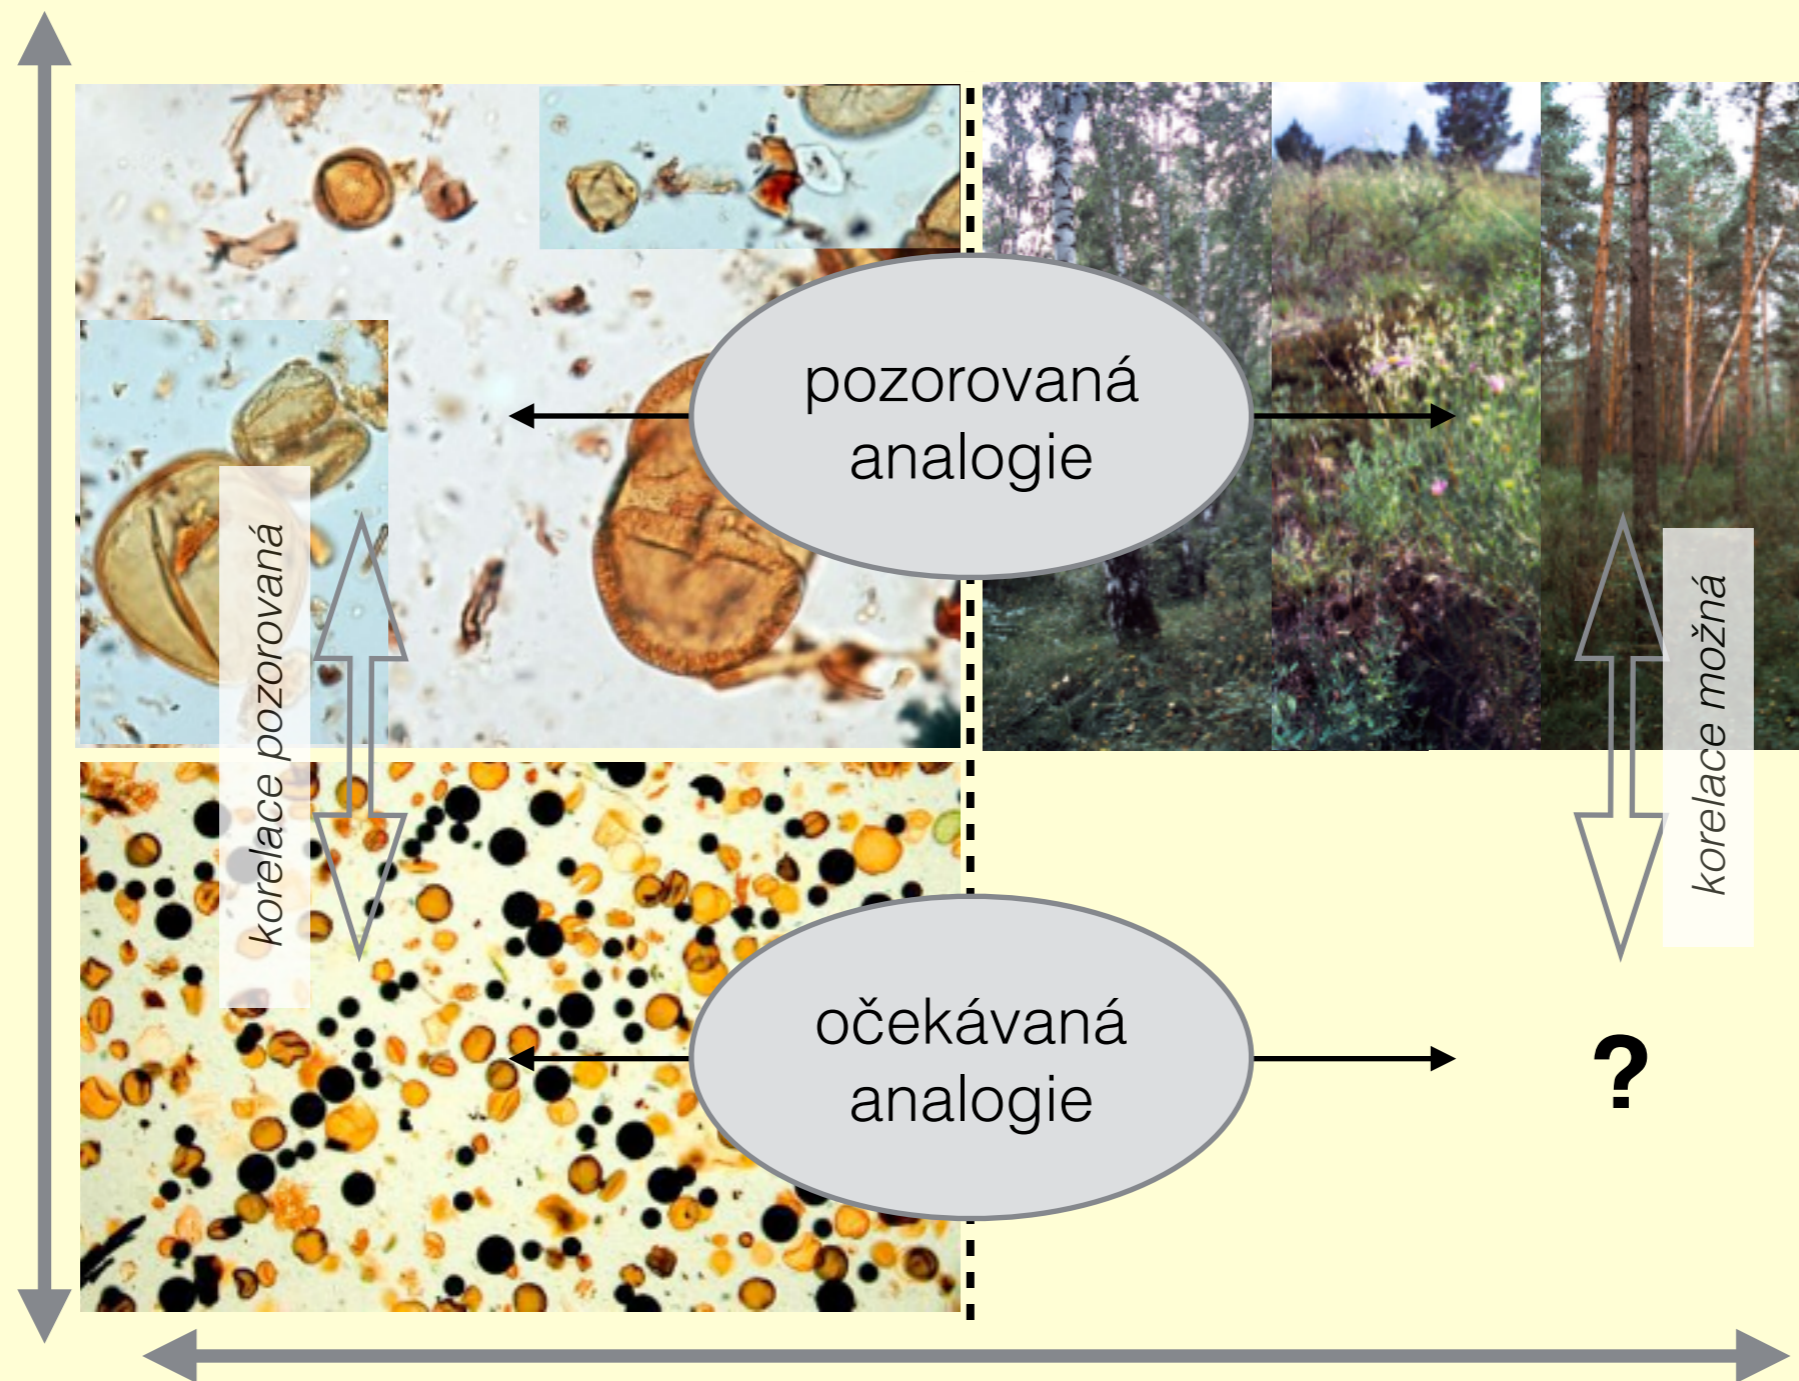 pozorovaná
analogie
korelace pozorovaná
korelace možná
očekávaná
analogie
?